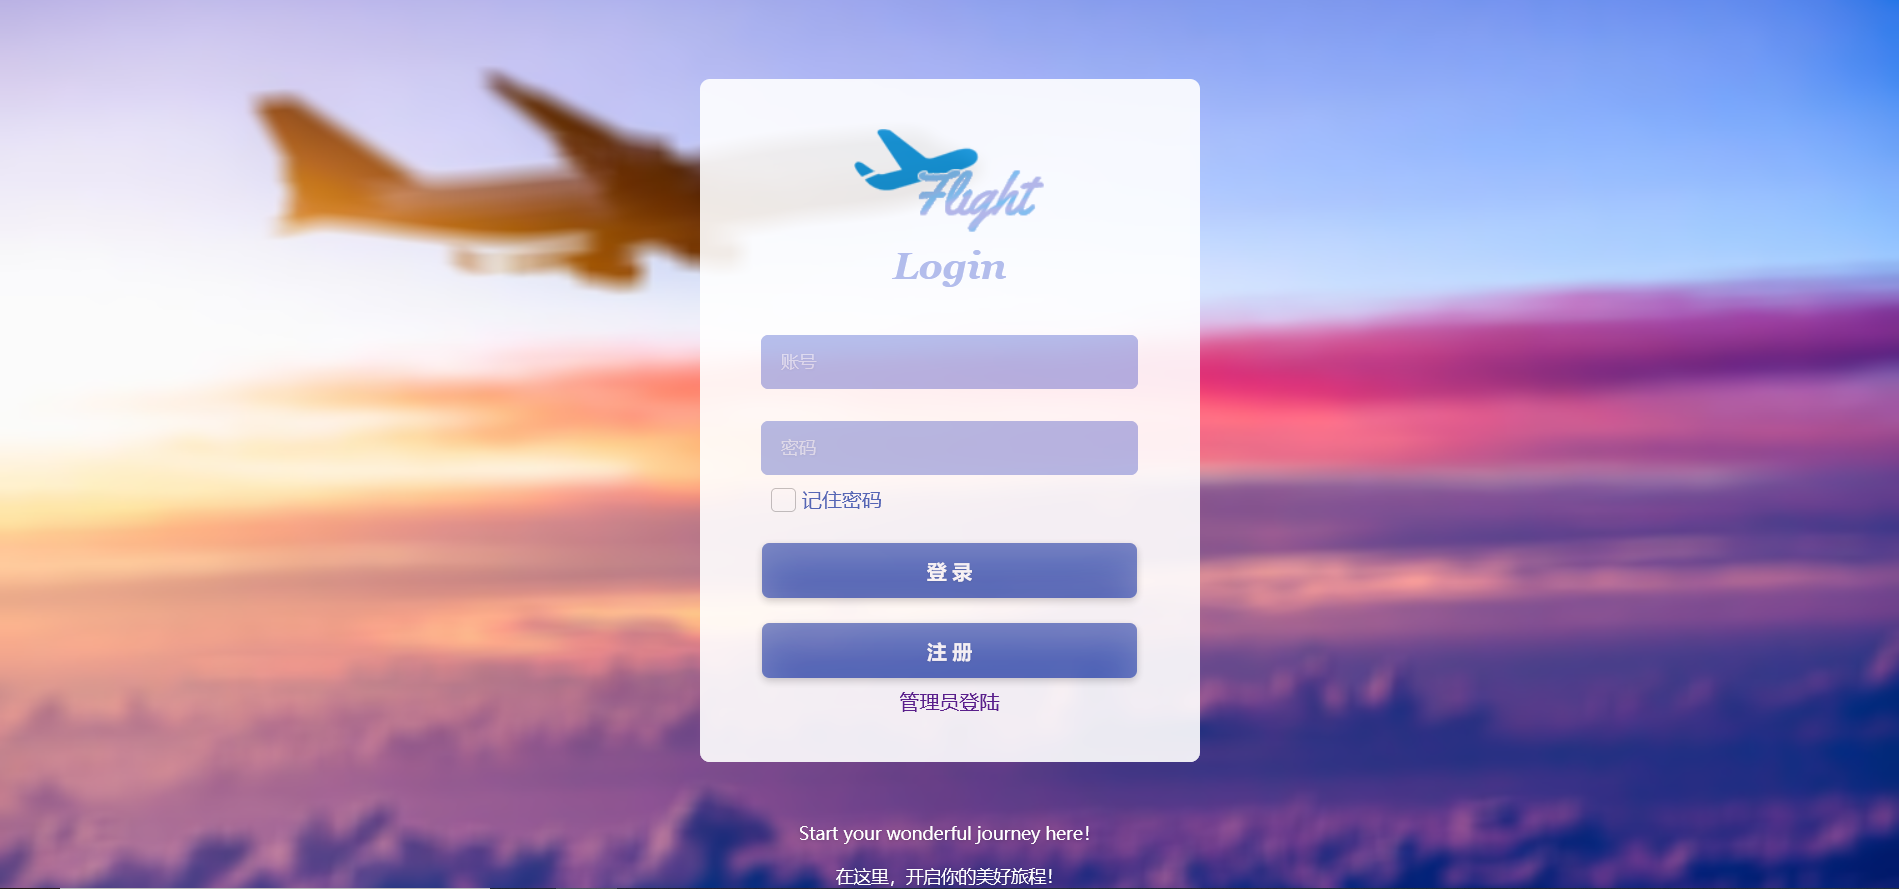 Flight
Login
账号
密码
记住密码
登 录
注 册
管理员登陆
Start your wonderful journey here!
在这里，开启你的美好旅程！